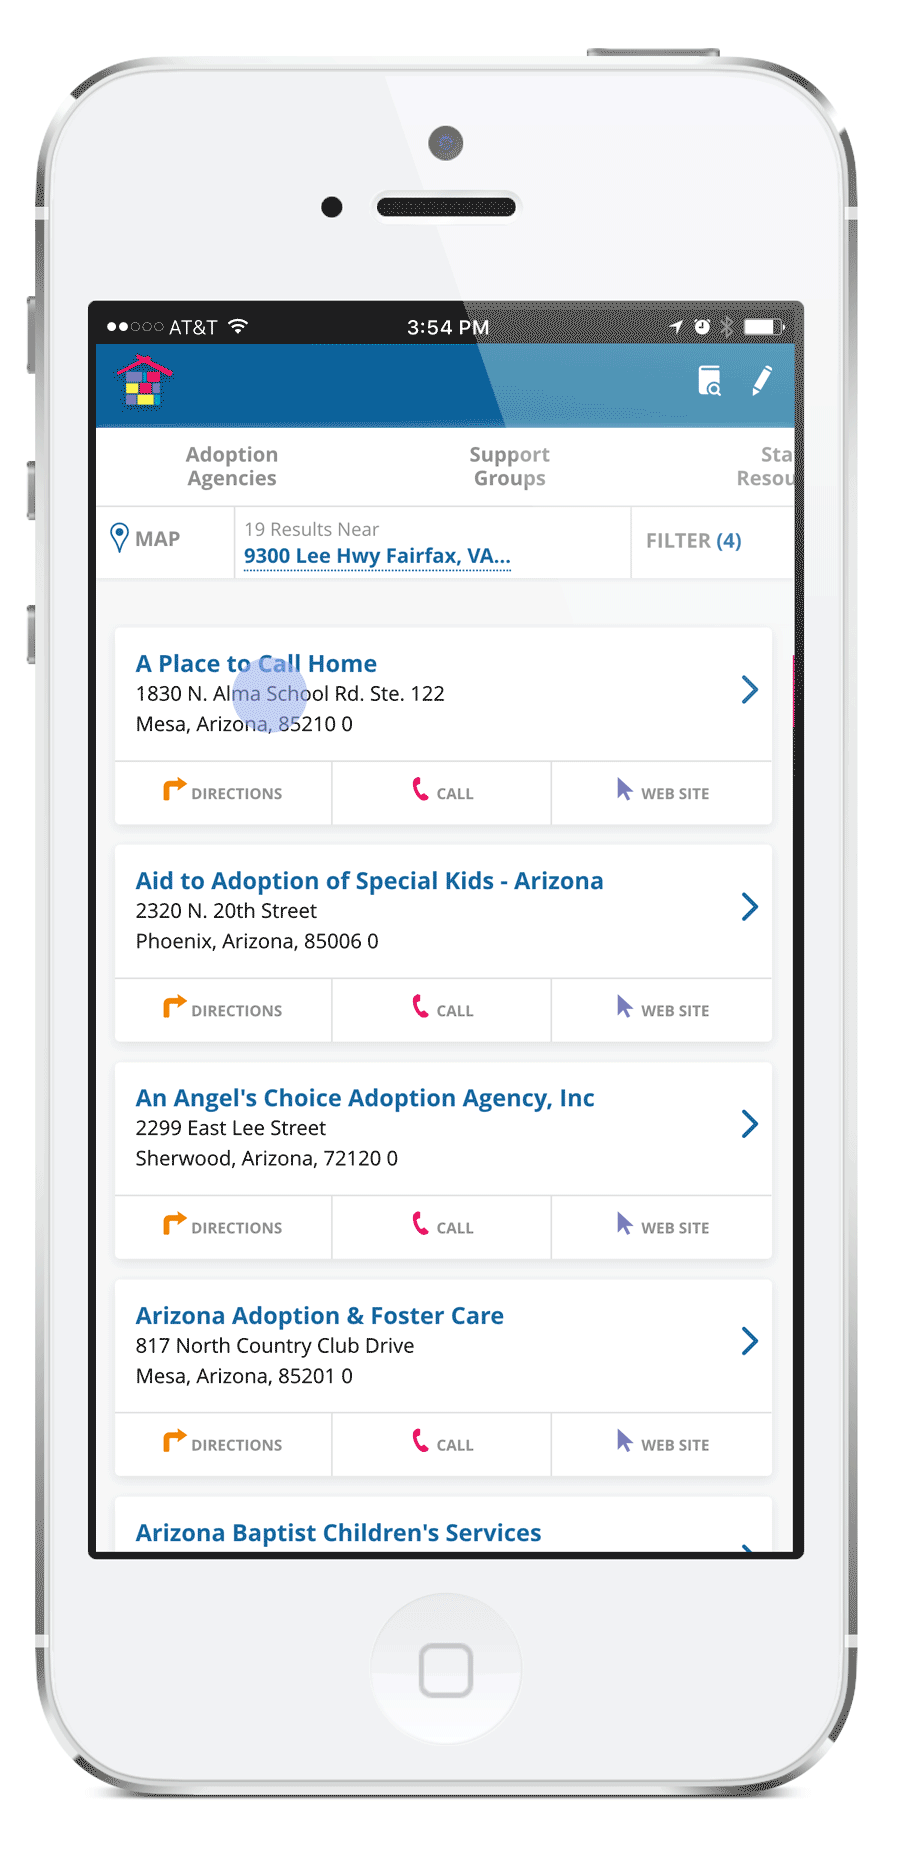 AT&T 3:54 PM
Adoption Agencies
Support Groups
Sta
Resou
MAP
19 Results Near
9300 Lee Hwy Fairfax, VA...
FILTER (4)
A Place to Call Home
1830 N. Alma School Rd. Ste. 122
Mesa, Arizona, 85210 0
DIRECTIONS CALL WEB SITE
Aid to Adoption of Special Kids - Arizona
2320 N. 20th Street
Phoenix, Arizona, 85006 0
DIRECTIONS CALL WEB SITE
An Angel's Choice Adoption Agency, Inc
2299 East Lee Street
Sherwood, Arizona, 72120 0
DIRECTIONS CALL WEB SITE
Arizona Adoption & Foster Care
817 North Country Club Drive
Mesa, Arizona, 85201 0
DIRECTIONS CALL WEB SITE
Arizona Baptist Children's Services